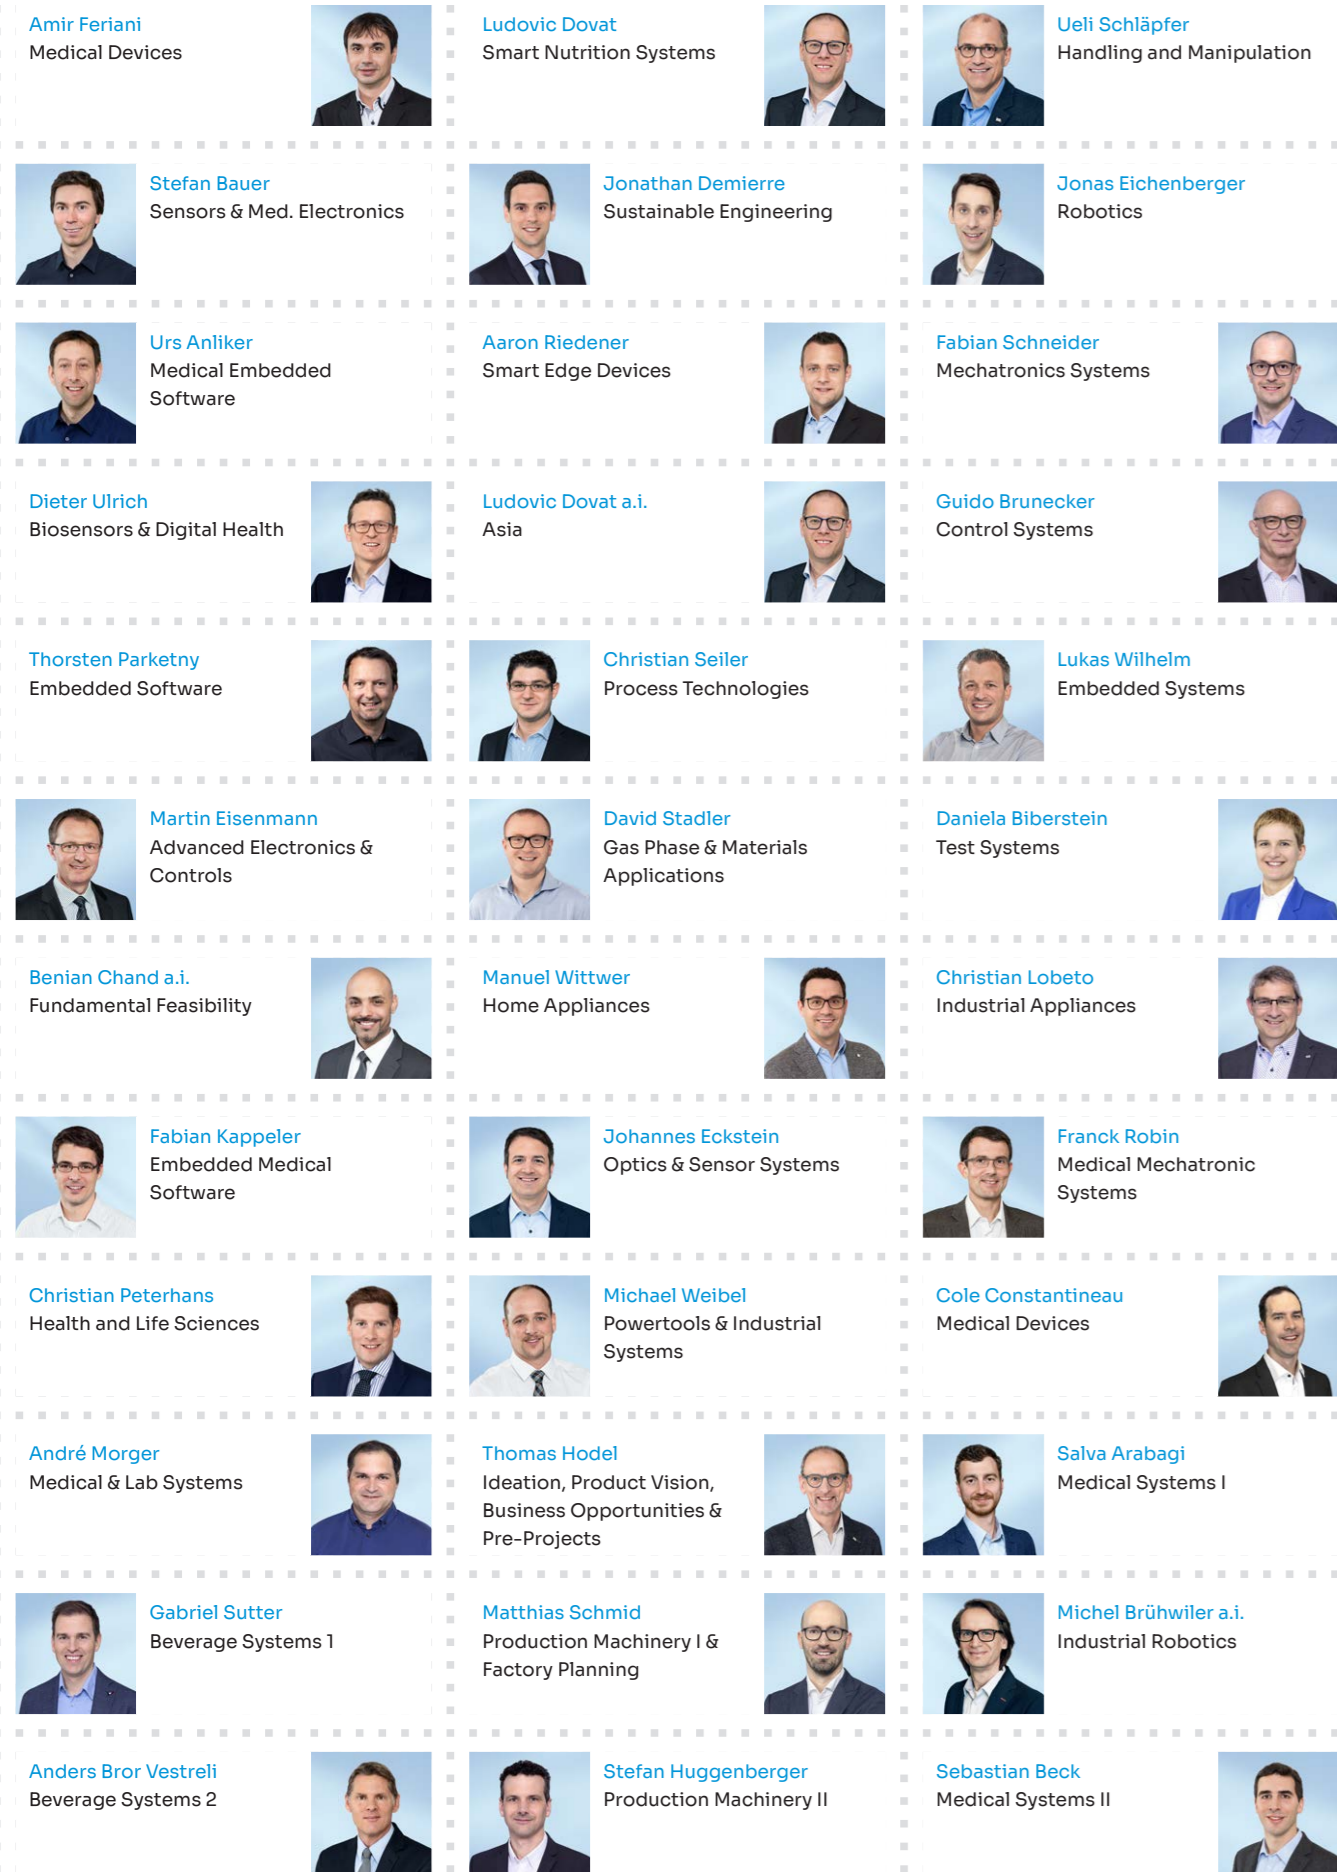 Amir Feriani
Medical Devices
Ludovic Dovat
Smart Nutrition Systems
Ueli Schläpfer
Handling and Manipulation
Stefan Bauer
Sensors & Med. Electronics
Jonathan Demierre
Sustainable Engineering
Jonas Eichenberger
Robotics
Urs Anliker
Medical Embedded
Software
Aaron Riedener
Smart Edge Devices
Fabian Schneider
Mechatronics Systems
Dieter Ulrich
Biosensors & Digital Health
Ludovic Dovat a.i.
Asia
Guido Brunecker
Control Systems
Thorsten Parketny
Embedded Software
Christian Seiler
Process Technologies
Lukas Wilhelm
Embedded Systems
Martin Eisenmann
Advanced Electronics &
Controls
David Stadler
Gas Phase & Materials
Applications
Daniela Biberstein
Test Systems
Benian Chand a.i.
Fundamental Feasibility
Manuel Wittwer
Home Appliances
Christian Lobeto
Industrial Appliances
Fabian Kappeler
Embedded Medical
Software
Johannes Eckstein
Optics & Sensor Systems
Franck Robin
Medical Mechatronic
Systems
Christian Peterhans
Health and Life Sciences
Michael Weibel
Powertools & Industrial
Systems
Cole Constantineau
Medical Devices
André Morger
Medical & Lab Systems
Thomas Hodel
Ideation, Product Vision,
Business Opportunities &
Pre-Projects
Salva Arabagi
Medical Systems I
Gabriel Sutter
Beverage Systems 1
Matthias Schmid
Production Machinery I &
Factory Planning
Michel Brühwiler a.i.
Industrial Robotics
Anders Bror Vestreli
Beverage Systems 2
Stefan Huggenberger
Production Machinery II
Sebastian Beck
Medical Systems II